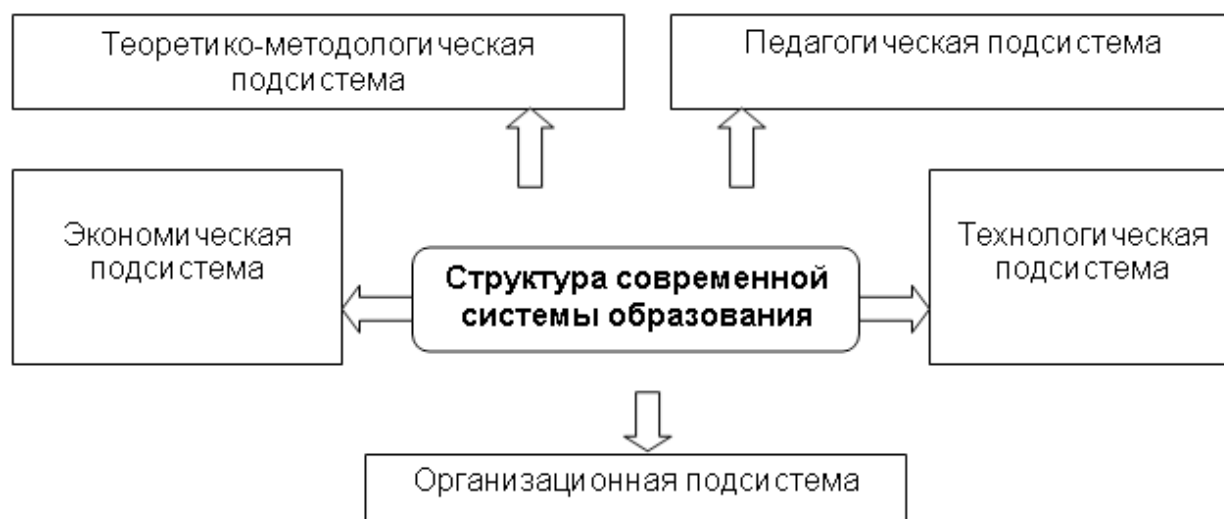 Теоретико-методологическая
подсистема
Педагогическая подсистема
Экономическая
подсистема
Структура современной
системы образования
Технологическая
подсистема
Организационная подсистема